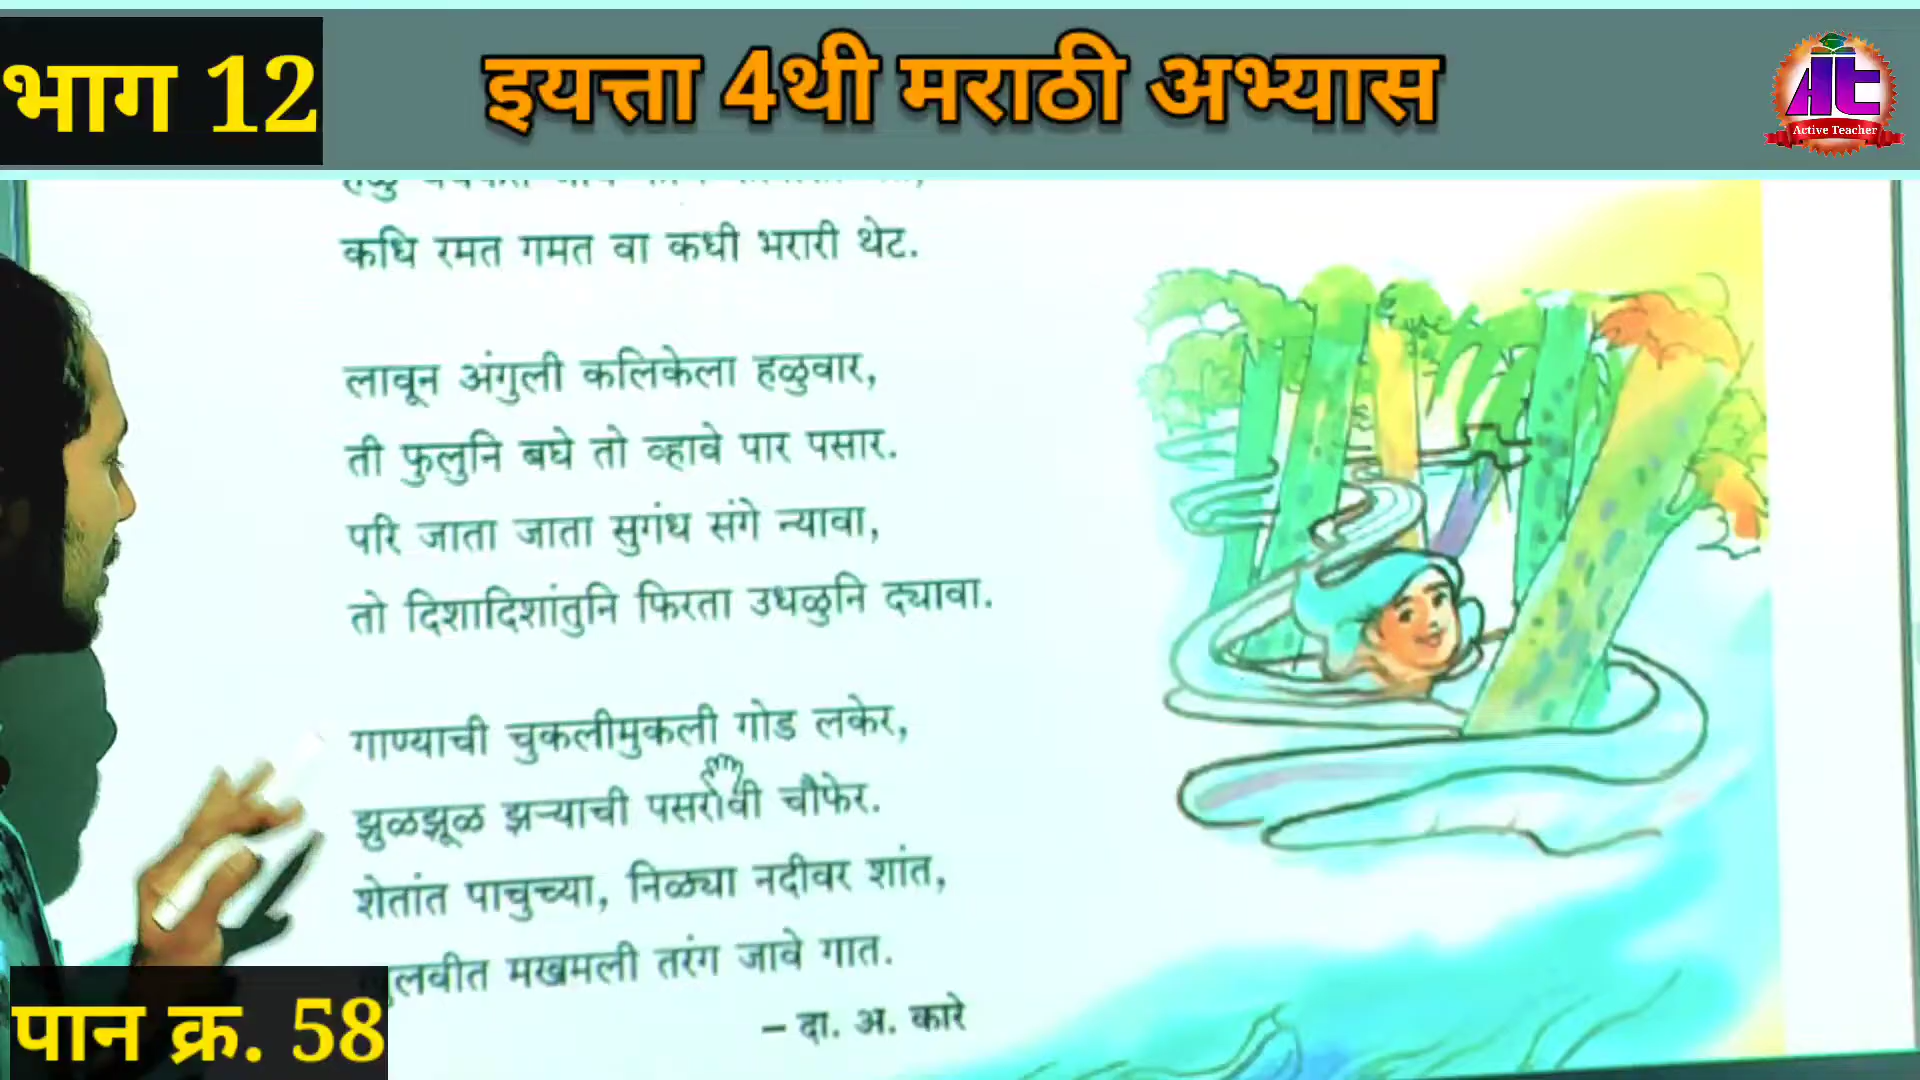 भाग 12
इयत्ता 4थी मराठी अभ्यास
Active Teacher
कधि रमत गमत वा कधी भरारी थेट.
लावून अंगुली कलिकेला हळुवार,
ती फुलुनि बघे तो व्हावे पार पसार.
परि जाता जाता सुगंध संगे न्यावा,
तो दिशादिशांतुनि फिरता उधळुनि द्यावा.
गाण्याची चुकलीमुकली गोड लकेर,
झुळझूळ झऱ्याची पसरावी चौफेर.
शेतांत पाचुच्या, निळ्या नदीवर शांत,
मखमली तरंग जावे गात.
– दा. अ. कारे
पान क्र. 58